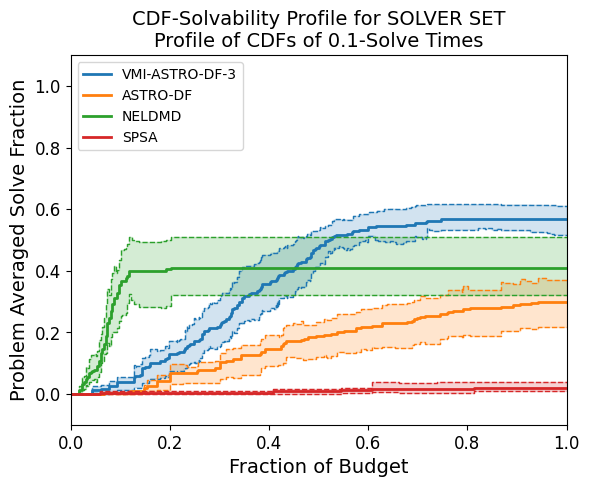 CDF-Solvability Profile for SOLVER SET
Profile of CDFs of 0.1-Solve Times
VMI-ASTRO-DF-3
ASTRO-DF
NELDMD
SPSA
Problem Averaged Solve Fraction
1.0
0.8
0.6
0.4
0.2
0.0
0.0 0.2 0.4 0.6 0.8 1.0
Fraction of Budget